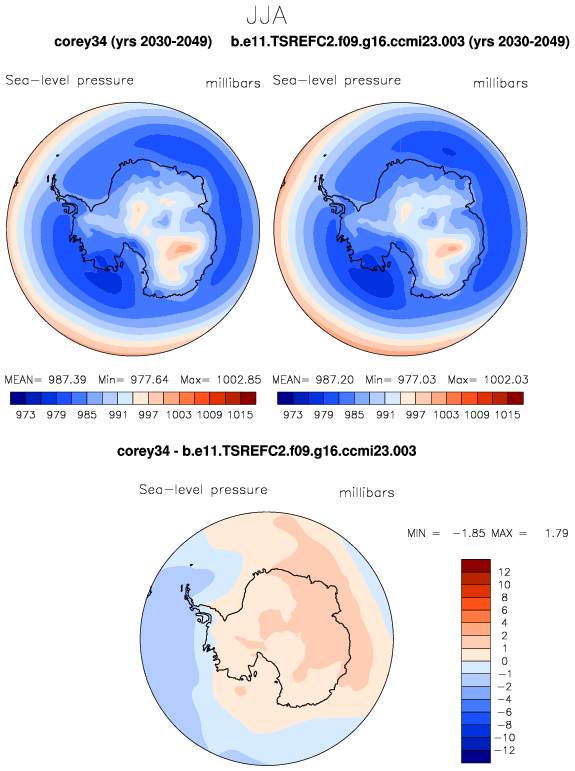 JJA
corey34 (yrs 2030-2049) b.e11.TSREFC2.f09.g16.ccmi23.003 (yrs 2030-2049)
Sea-level pressure millibars Sea-level pressure millibars
MEAN= 987.39 Min= 977.64 Max= 1002.85 MEAN= 987.20 Min= 977.03 Max= 1002.03
973 979 985 991 997 1003 1009 1015 973 979 985 991 997 1003 1009 1015
corey34 - b.e11.TSREFC2.f09.g16.ccmi23.003
Sea-level pressure millibars
MIN = -1.85 MAX = 1.79
12
10
8
6
4
2
1
0
-1
-2
-4
-6
-8
-10
-12